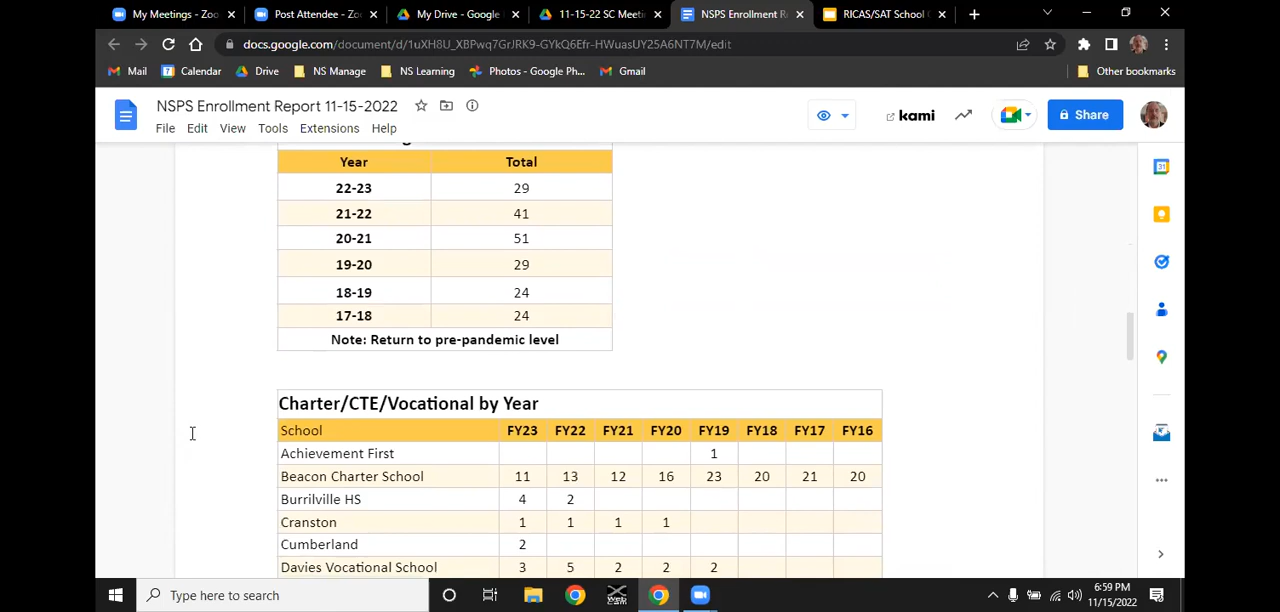 My Meetings - Zoo
Post Attendee - Zo
My Drive - Google
11-15-22 SC Meeti
NSPS Enrollment R
RICAS/SAT School
docs.google.com/document/d/1uXH8U_XBPwq7GrJRK9-GYkQ6Efr-HWuasUY25A6NT7M/edit
Mail Calendar Drive NS Manage NS Learning Photos - Google Ph... Gmail Other bookmarks
NSPS Enrollment Report 11-15-2022
kami
Share
File Edit View Tools Extensions Help
Year Total
22-23 29
21-22 41
20-21 51
19-20 29
18-19 24
17-18 24
Note: Return to pre-pandemic level
Charter/CTE/Vocational by Year
School FY23 FY22 FY21 FY20 FY19 FY18 FY17 FY16
Achievement First 1
Beacon Charter School 11 13 12 16 23 20 21 20
Burrilville HS 4 2
Cranston 1 1 1 1
Cumberland 2
Davies Vocational School 3 5 2 2 2
Type here to search
6:59 PM
11/15/2022